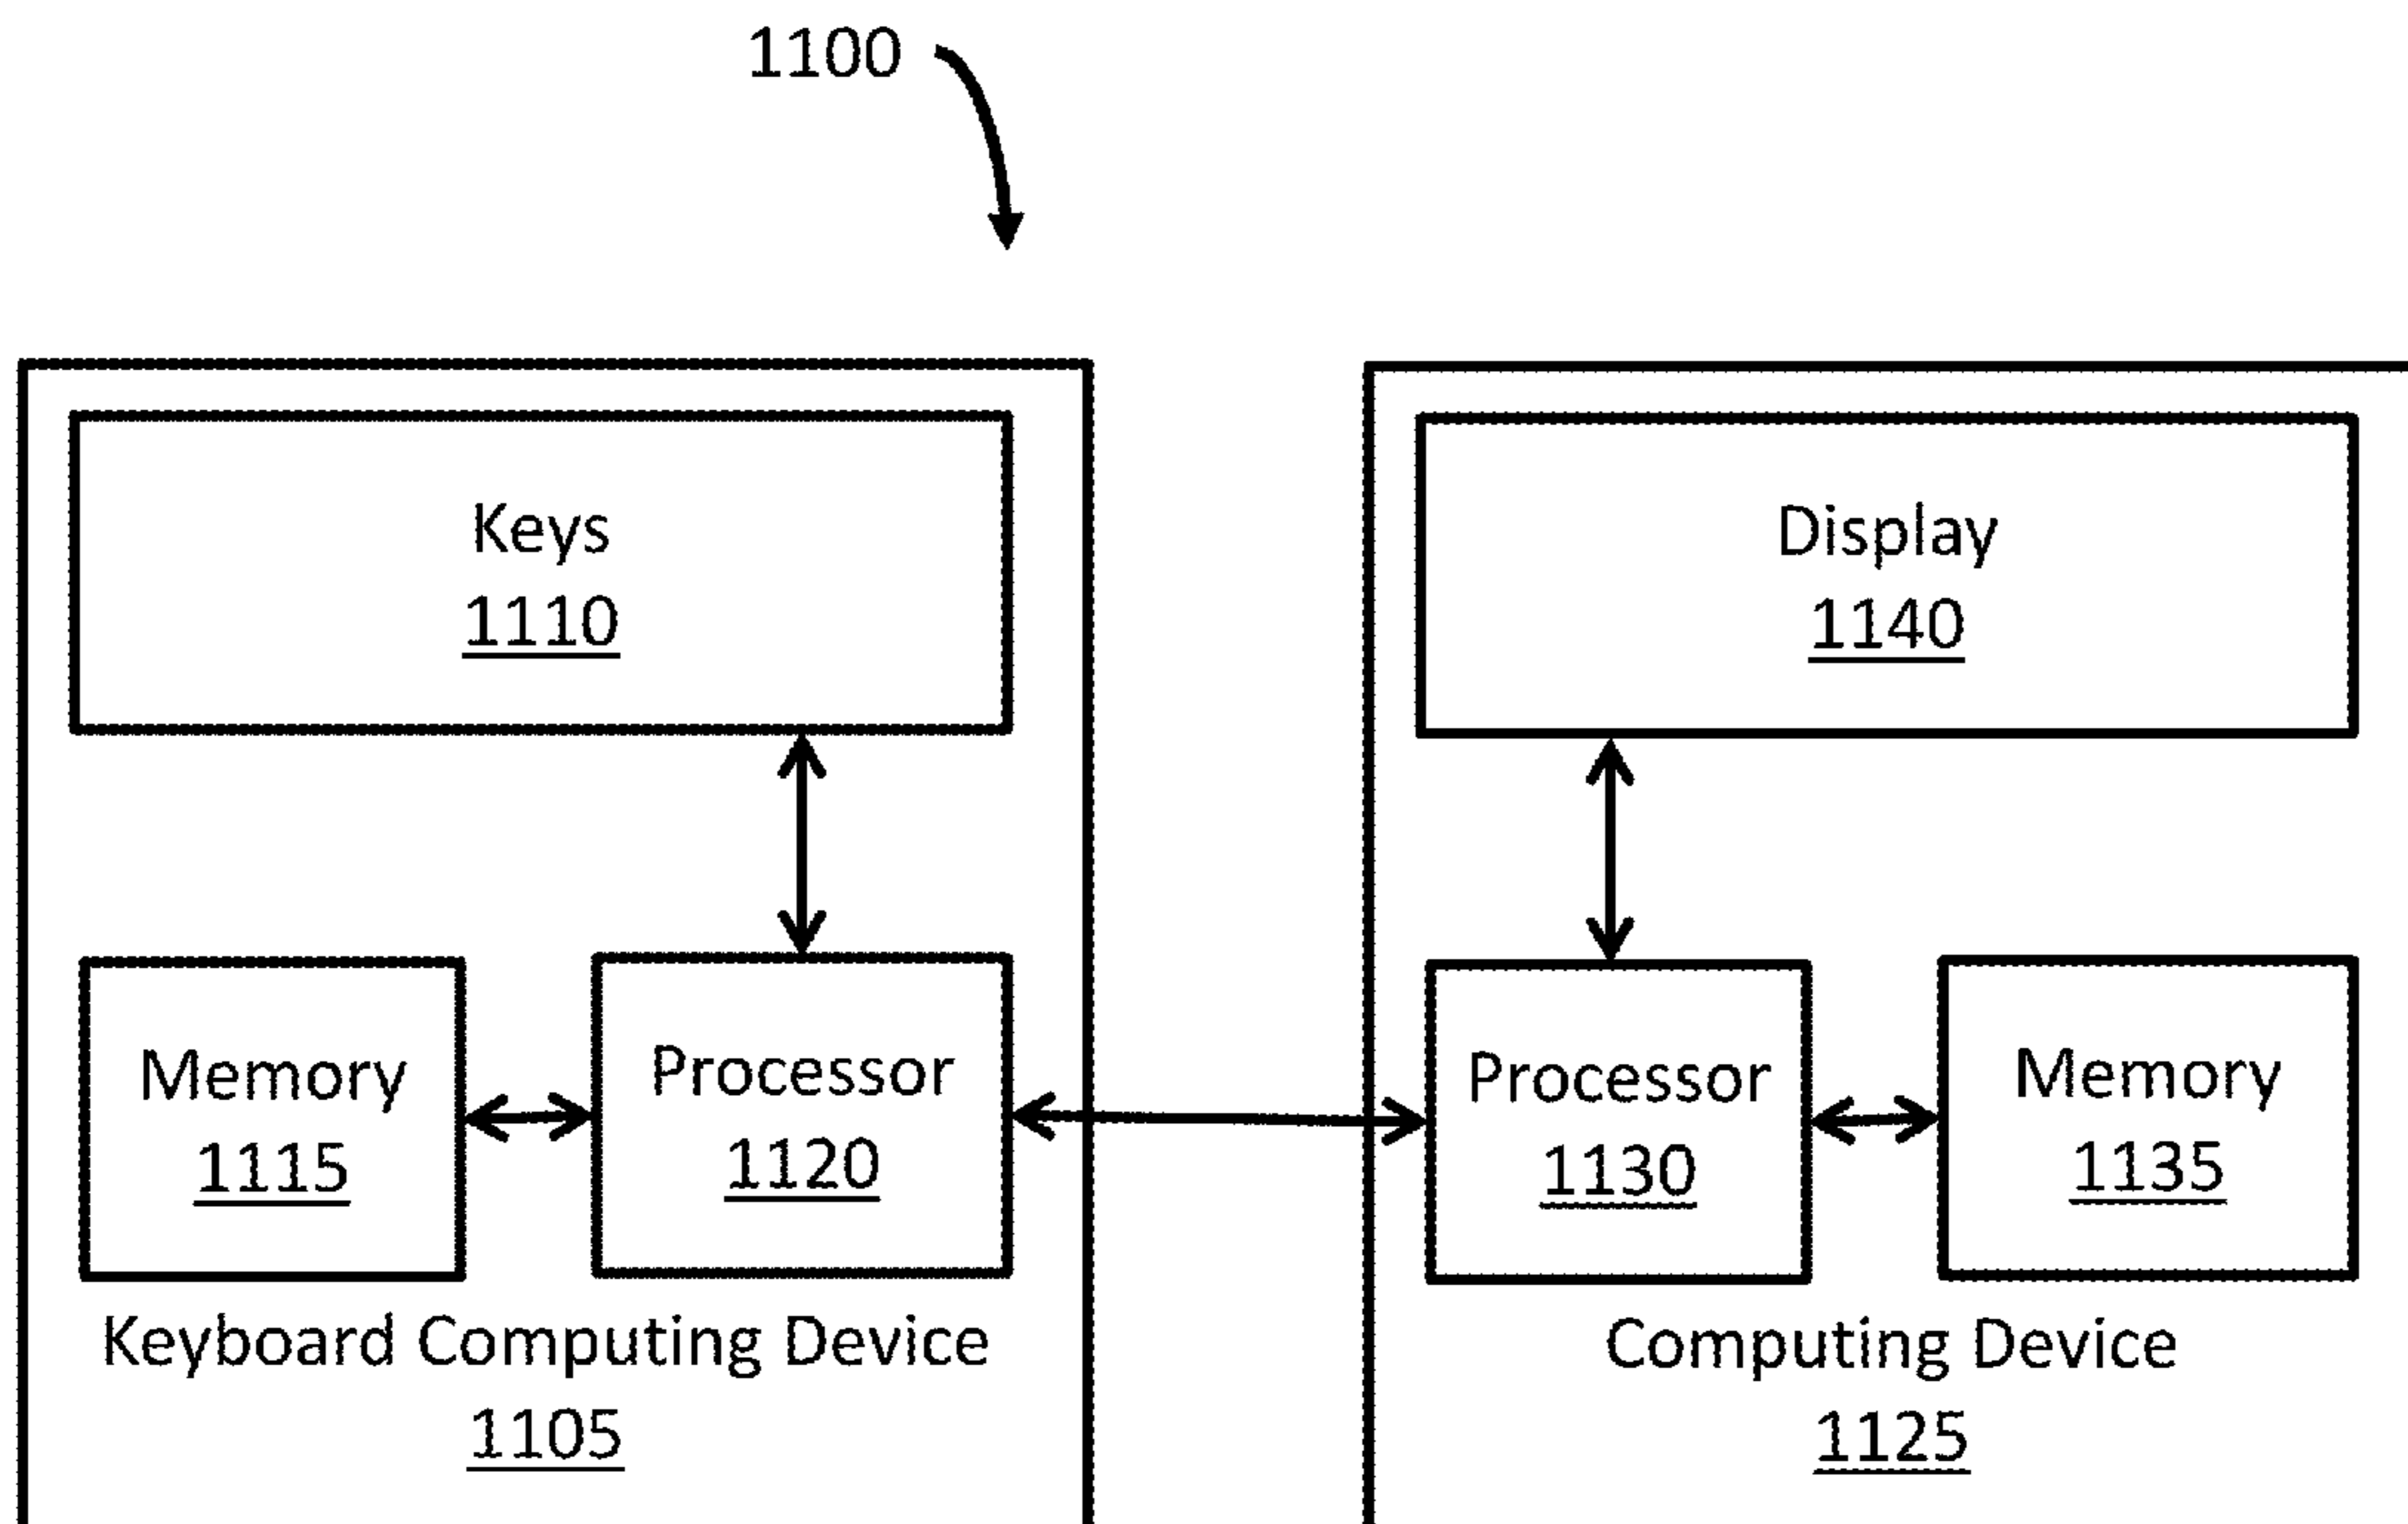 1100
Keys
1110
Display
1140
Memory
1115
Processor
1120
Processor
1130
Memory
1135
Keyboard Computing Device
1105
Computing Device
1125